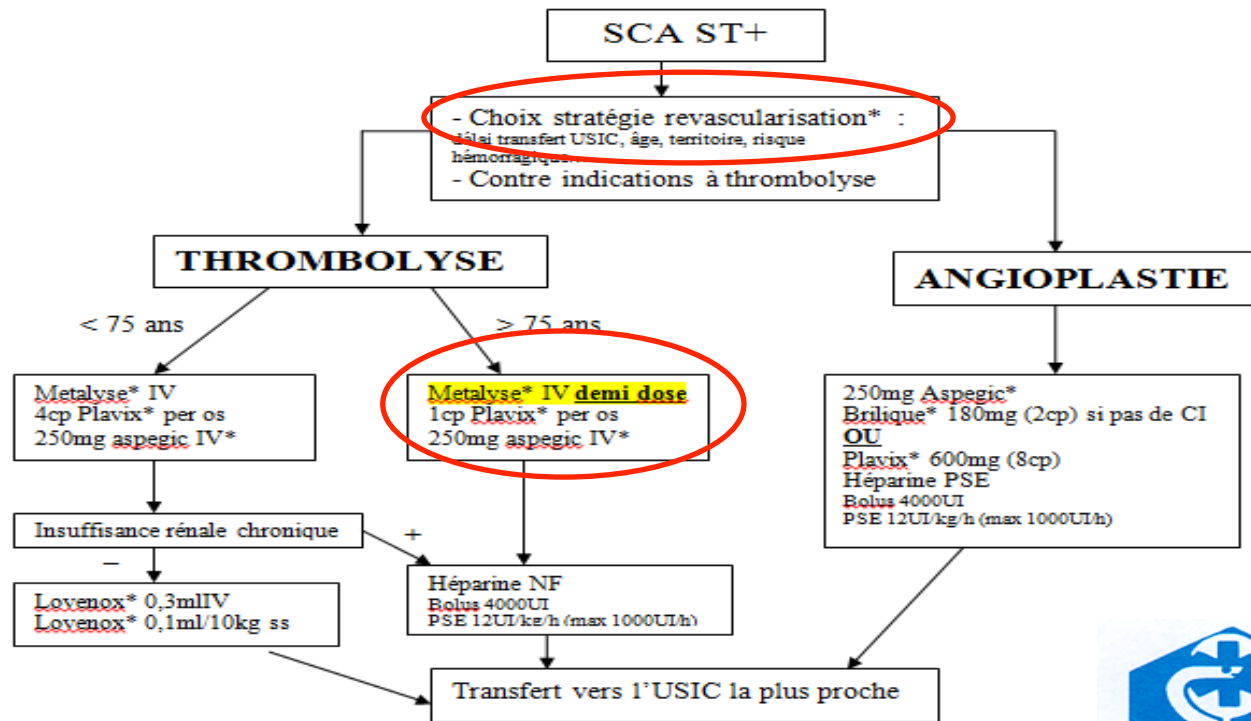 SCA ST+
- Choix stratégie revascularisation* :
délai transfert USIC, âge, territoire, risque
hémorragique…
- Contre indications à thrombolyse
THROMBOLYSE
ANGIOPLASTIE
< 75 ans
> 75 ans
Metalyse* IV
4cp Plavix* per os
250mg aspegic IV*
Metalyse* IV demi dose
1cp Plavix* per os
250mg aspegic IV*
250mg Aspegic*
Brilique* 180mg (2cp) si pas de CI
OU
Plavix* 600mg (8cp)
Héparine PSE
Bolus 4000UI
PSE 12UI/kg/h (max 1000UI/h)
Insuffisance rénale chronique
+
–
Lovenox* 0,3mlIV
Lovenox* 0,1ml/10kg ss
Héparine NF
Bolus 4000UI
PSE 12UI/kg/h (max 1000UI/h)
Transfert vers l’USIC la plus proche